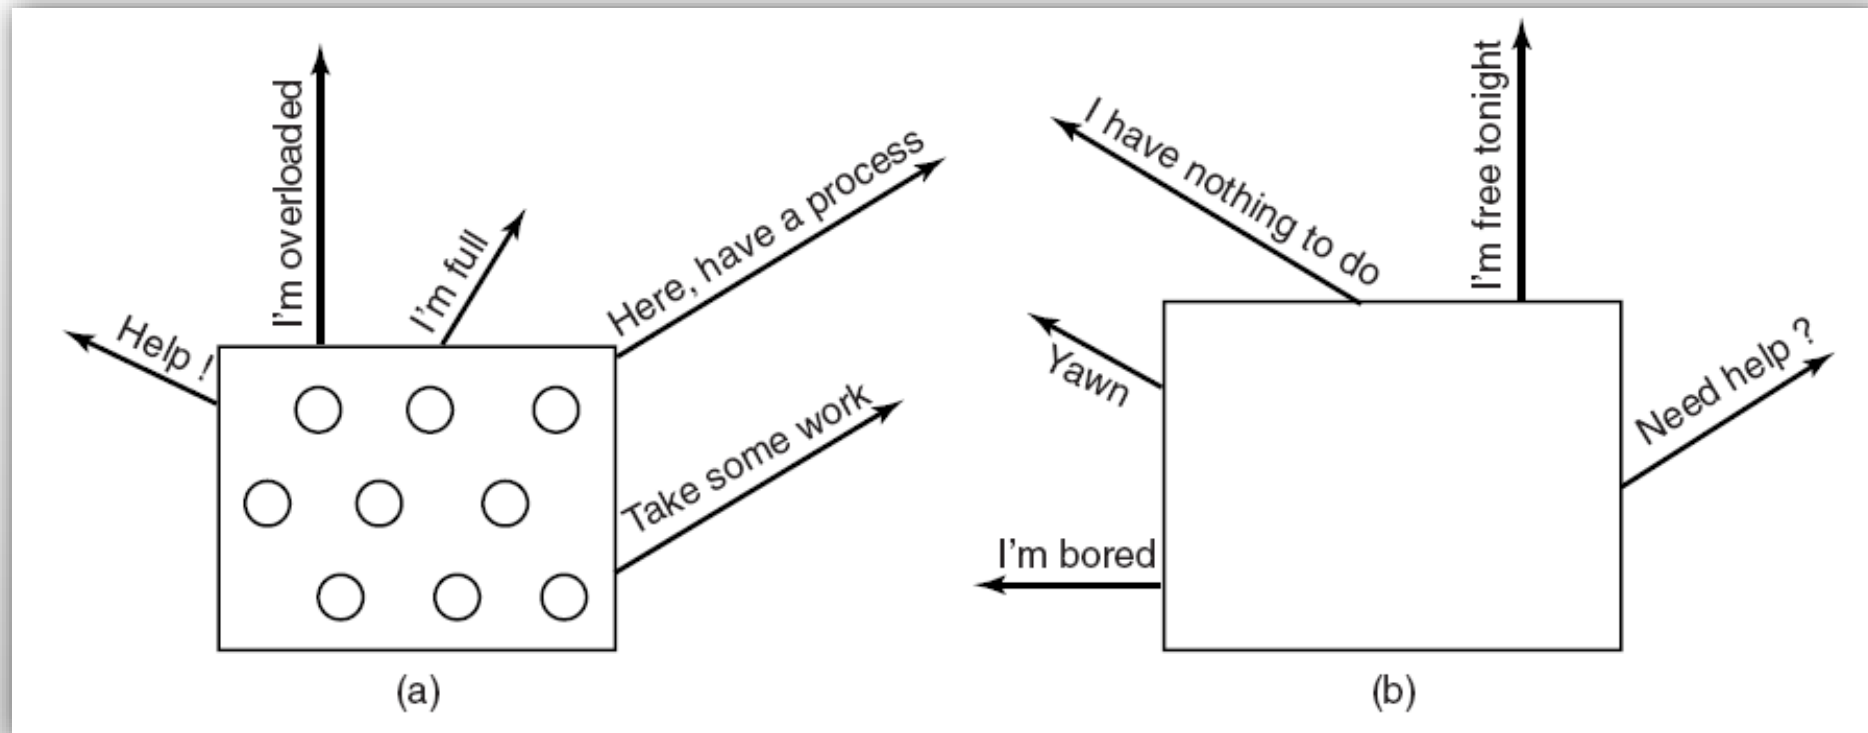 I'm overloaded
Help !
I'm full
Here, have a process
Take some work
(a)
I have nothing to do
I'm free tonight
Yawn
Need help ?
I'm bored
(b)